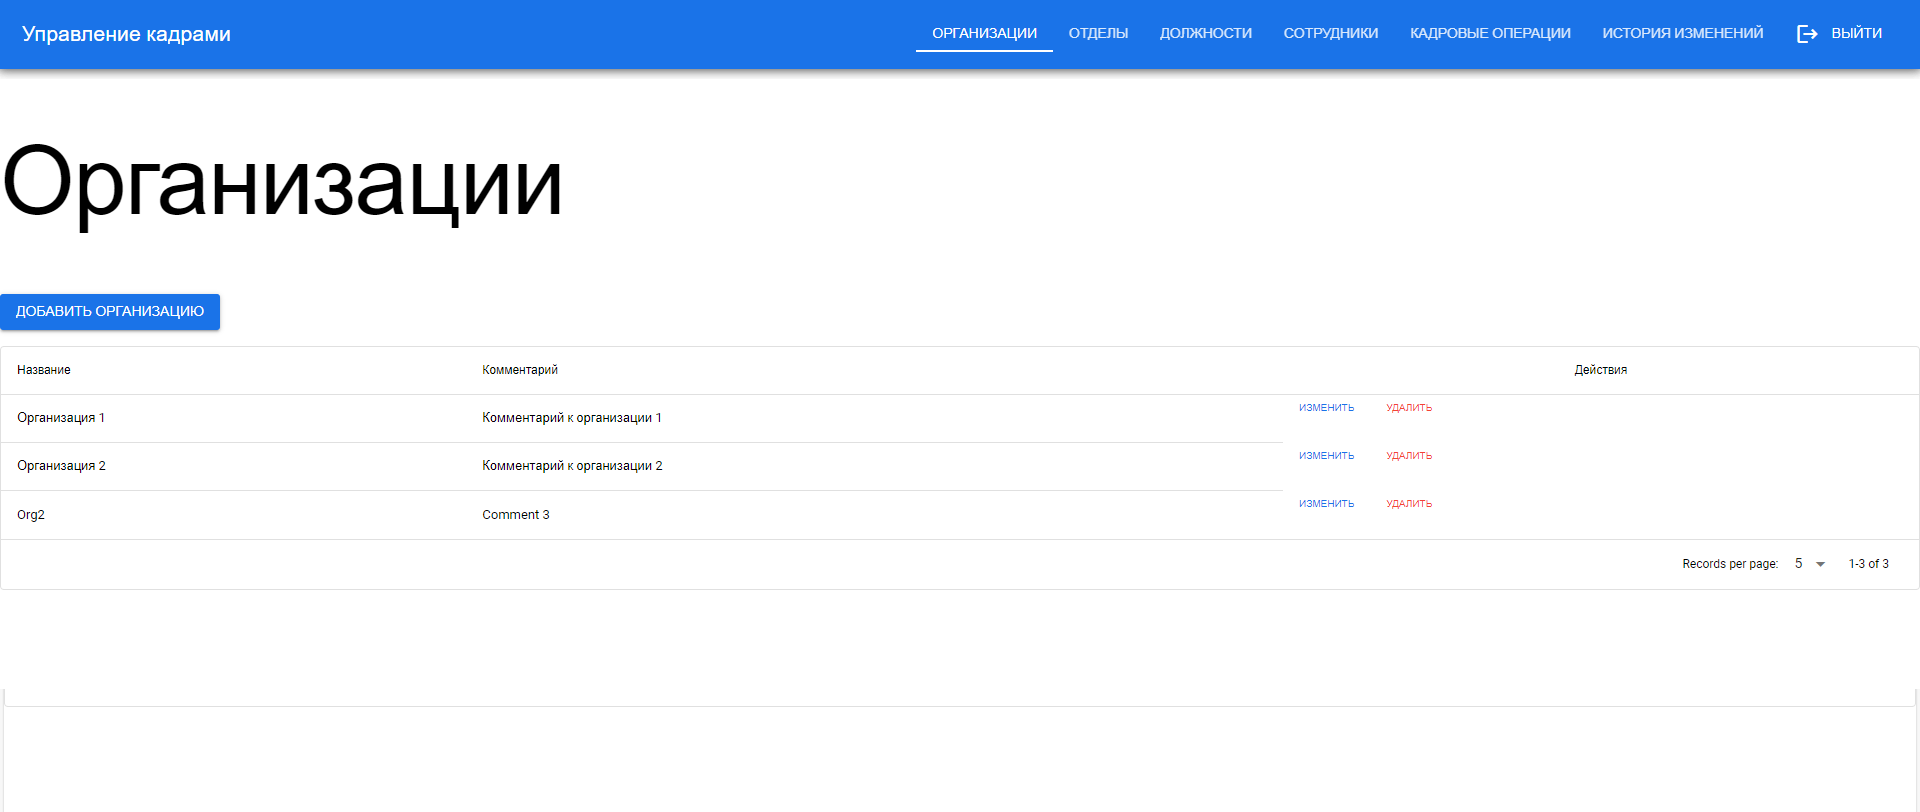 Управление кадрами ОРГАНИЗАЦИИ ОТДЕЛЫ ДОЛЖНОСТИ СОТРУДНИКИ КАДРОВЫЕ ОПЕРАЦИИ ИСТОРИЯ ИЗМЕНЕНИЙ ВЫЙТИ
Организации
ДОБАВИТЬ ОРГАНИЗАЦИЮ
Название Комментарий Действия
Организация 1 Комментарий к организации 1 ИЗМЕНИТЬ УДАЛИТЬ
Организация 2 Комментарий к организации 2 ИЗМЕНИТЬ УДАЛИТЬ
Org2 Comment 3 ИЗМЕНИТЬ УДАЛИТЬ
Records per page: 5 1-3 of 3